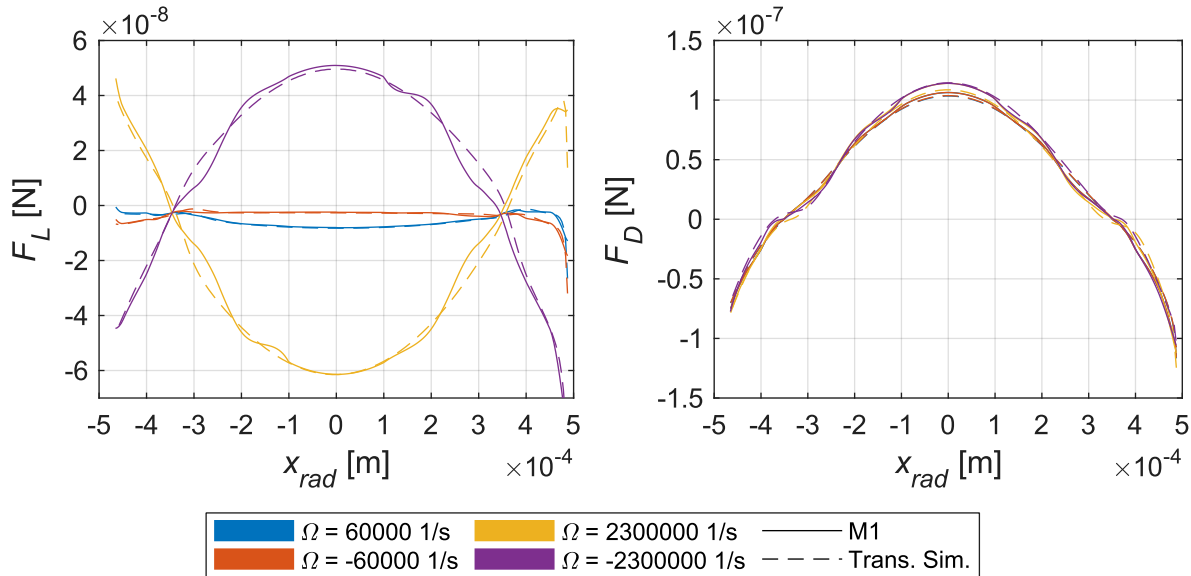 ×10⁻⁸
6
4
2
0
-2
-4
-6
F_L [N]
-5 -4 -3 -2 -1 0 1 2 3 4 5
x_rad [m]
×10⁻⁴
×10⁻⁷
1.5
1
0.5
0
-0.5
-1
-1.5
F_D [N]
-5 -4 -3 -2 -1 0 1 2 3 4 5
x_rad [m]
×10⁻⁴
Ω = 60000 1/s Ω = 2300000 1/s M1
Ω = -60000 1/s Ω = -2300000 1/s Trans. Sim.